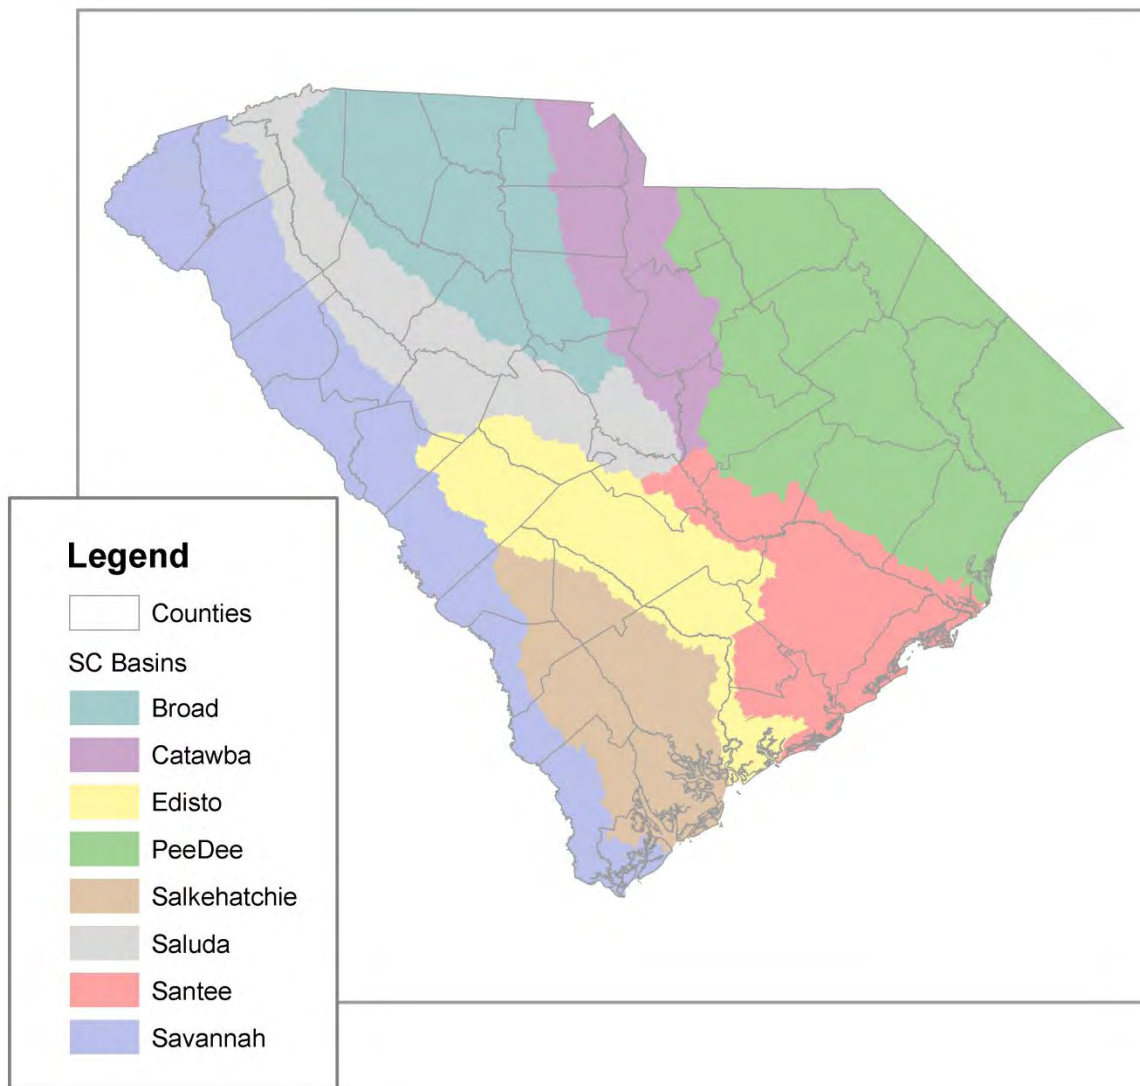 Legend
Counties
SC Basins
Broad
Catawba
Edisto
PeeDee
Salkehatchie
Saluda
Santee
Savannah